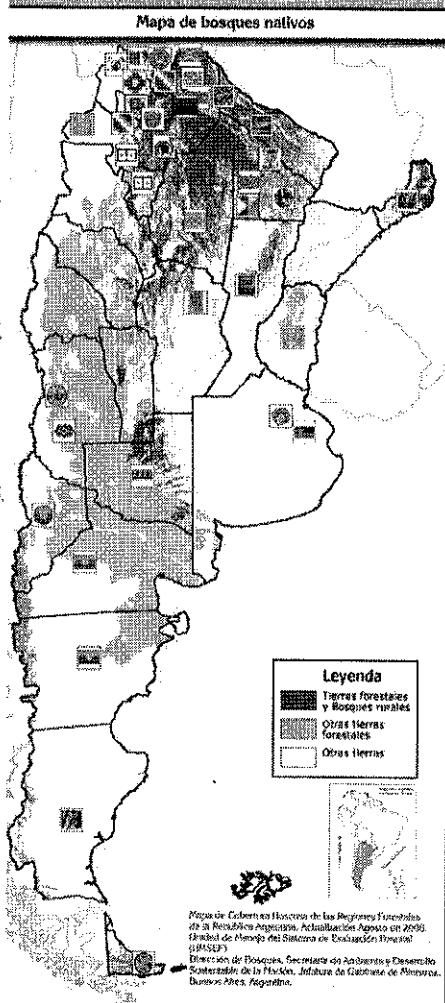 Mapa de bosques nativos
Leyenda
Tierras forestales
y Bosques rurales
Otras tierras
forestales
Otras tierras
Mapa de Cobertura Boscosa de las Regiones Forestales
de la República Argentina. Actualización Agosto de 2006.
Unidad de Manejo del Sistema de Evaluación Forestal
(UMSEF)
Dirección de Bosques, Secretaría de Ambiente y Desarrollo
Sustentable de la Nación, Jefatura de Gabinete de Ministros,
Buenos Aires, Argentina.